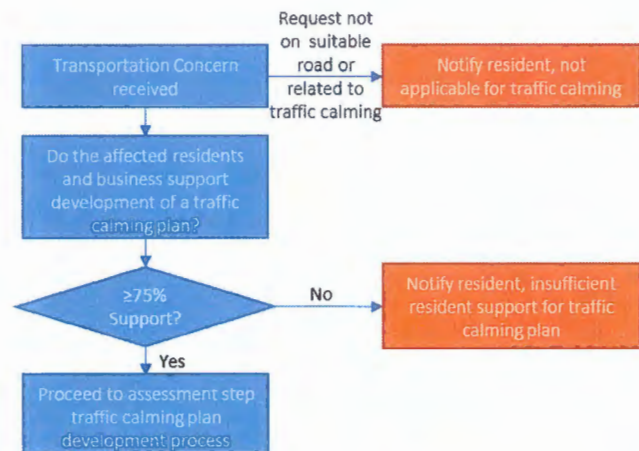 Transportation Concern
received
Request not
on suitable
road or
related to
traffic calming
Notify resident, not
applicable for traffic calming
Do the affected residents
and business support
development of a traffic
calming plan?
≥75%
Support?
No
Notify resident, insufficient
resident support for traffic
calming plan
Yes
Proceed to assessment step
traffic calming plan
development process